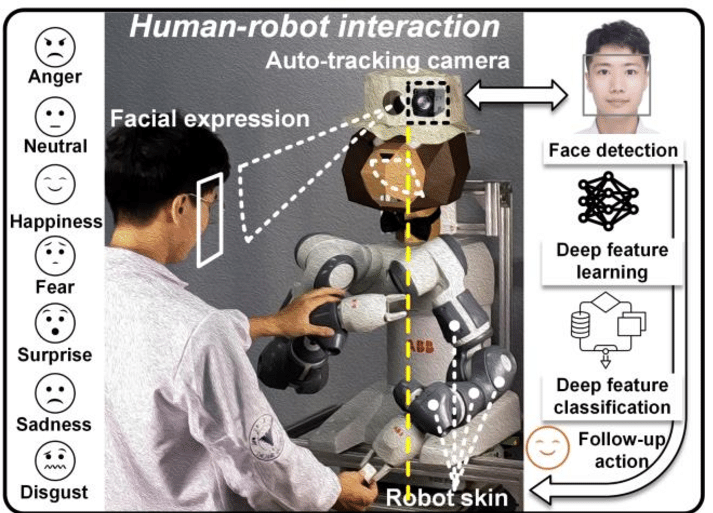 Human-robot interaction
Auto-tracking camera
Facial expression
Anger
Neutral
Happiness
Fear
Surprise
Sadness
Disgust
ABB
Robot skin
Face detection
Deep feature
learning
Deep feature
classification
Follow-up
action